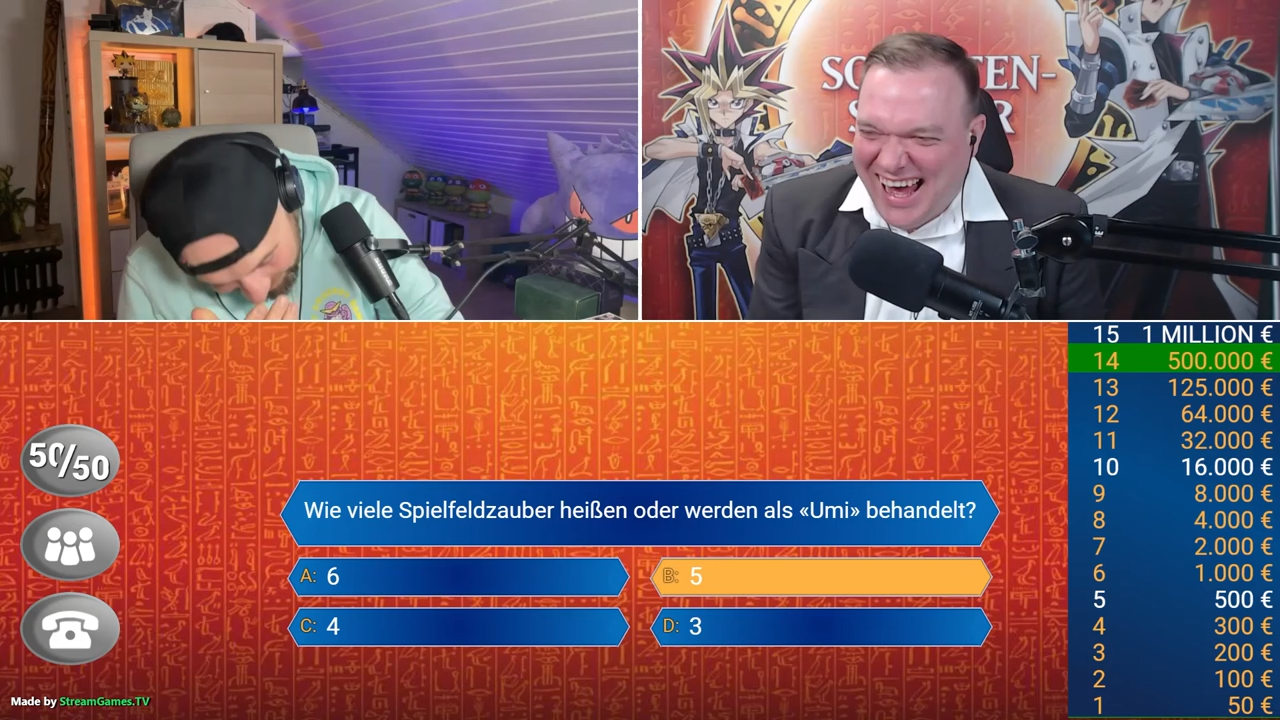 50/50
Wie viele Spielfeldzauber heißen oder werden als «Umi» behandelt?
A: 6
B: 5
C: 4
D: 3
15 1 MILLION €
14 500.000 €
13 125.000 €
12 64.000 €
11 32.000 €
10 16.000 €
9 8.000 €
8 4.000 €
7 2.000 €
6 1.000 €
5 500 €
4 300 €
3 200 €
2 100 €
1 50 €
Made by StreamGames.TV